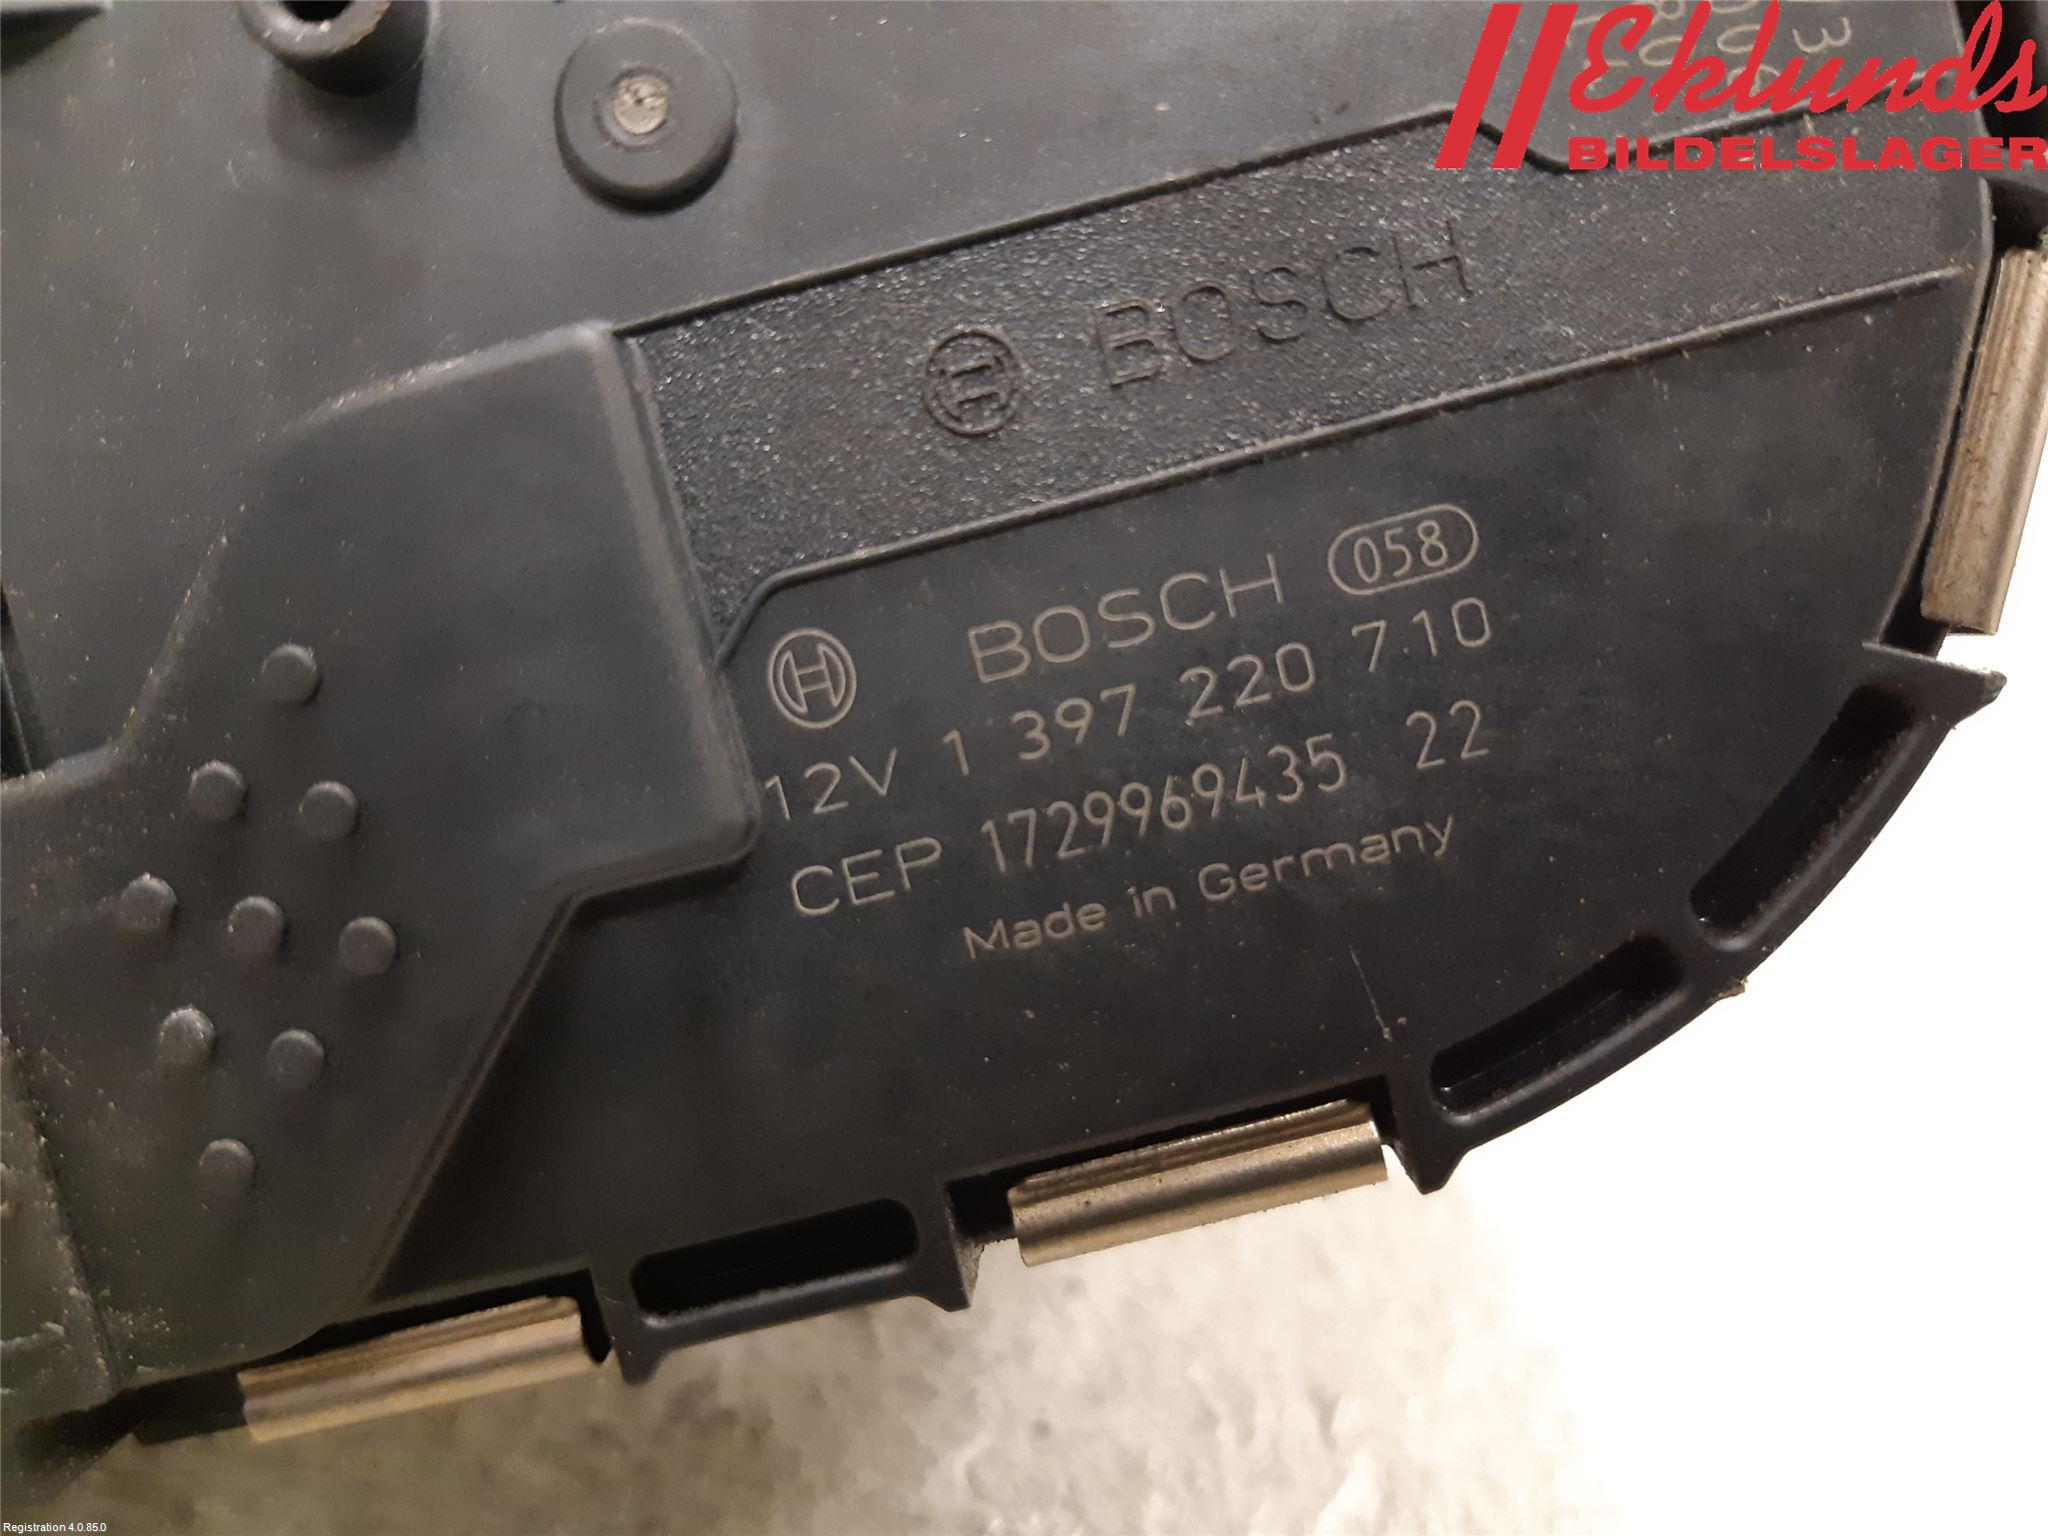 Eklunds
BILDELSLAGER
BOSCH
BOSCH 058
12V 1 397 220 710
CEP 1729969435 22
Made in Germany
Registration 4.0.85.0